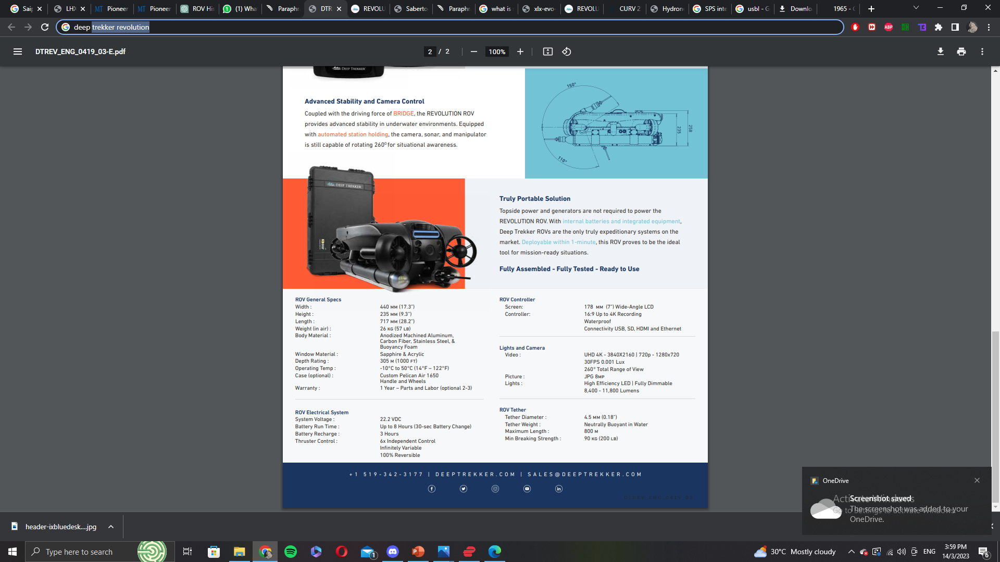 Saip
LHX
MT Pioneer
MT Pioneer
ROV His
(1) Wha
Paraphr
DTR
REVOLU
Saberto
Paraphr
what is
xlx-evo-
REVOLU
CURV 2
Hydron
SPS inte
usbl - G
Downlo
1965 - C
deep trekker revolution
ABP
DTREV_ENG_0419_03-E.pdf
2 / 2
100%
DEEP TREKKER
Advanced Stability and Camera Control
Coupled with the driving force of BRIDGE, the REVOLUTION ROV
provides advanced stability in underwater environments. Equipped
with automated station holding, the camera, sonar, and manipulator
is still capable of rotating 260° for situational awareness.
150°
110°
235
258
DEEP TREKKER
Truly Portable Solution
Topside power and generators are not required to power the
REVOLUTION ROV. With internal batteries and integrated equipment,
Deep Trekker ROVs are the only truly expeditionary systems on the
market. Deployable within 1-minute, this ROV proves to be the ideal
tool for mission-ready situations.
Fully Assembled - Fully Tested - Ready to Use
ROV General Specs
Width : 440 MM (17.3")
Height : 235 MM (9.3")
Length : 717 MM (28.2")
Weight (in air) : 26 KG (57 LB)
Body Material : Anodized Machined Aluminum,
Carbon Fiber, Stainless Steel, &
Buoyancy Foam
Window Material : Sapphire & Acrylic
Depth Rating : 305 M (1000 FT)
Operating Temp : -10°C to 50°C (14°F – 122°F)
Case (optional) : Custom Pelican Air 1650
Handle and Wheels
Warranty : 1 Year – Parts and Labor (optional 2-3)
ROV Electrical System
System Voltage : 22.2 VDC
Battery Run Time : Up to 8 Hours (30-sec Battery Change)
Battery Recharge : 3 Hours
Thruster Control : 6x Independent Control
Infinitely Variable
100% Reversible
ROV Controller
Screen: 178 MM (7") Wide-Angle LCD
Controller: 16:9 Up to 4K Recording
Waterproof
Connectivity USB, SD, HDMI and Ethernet
Lights and Camera
Video : UHD 4K - 3840X2160 | 720p - 1280x720
30FPS 0.001 Lux
260° Total Range of View
Picture : JPG 8MP
Lights : High Efficiency LED | Fully Dimmable
8,400 - 11,800 Lumens
ROV Tether
Tether Diameter : 4.5 MM (0.18")
Tether Weight : Neutrally Buoyant in Water
Maximum Length : 800 M
Min Breaking Strength : 90 KG (200 LB)
+1 519-342-3177 | DEEPTREKKER.COM | SALES@DEEPTREKKER.COM
OneDrive
Activate Windows
Go to Settings to activate Windows.
Screenshot saved
The screenshot was added to your
OneDrive.
header-ixbluedesk....jpg
Type here to search
1
30°C Mostly cloudy
ENG
3:59 PM
14/3/2023
6